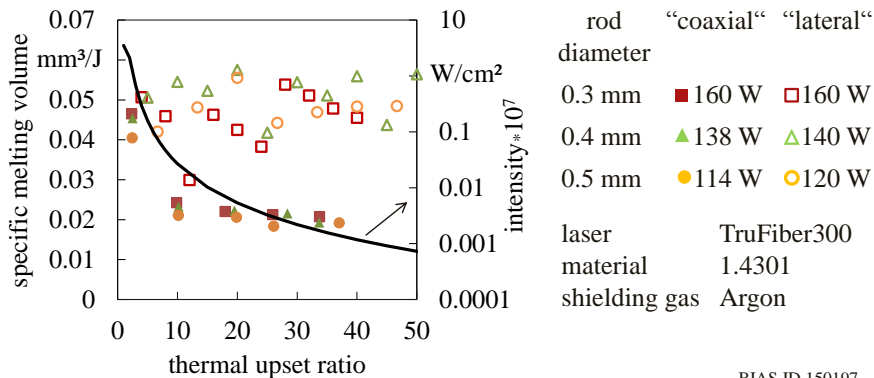 specific melting volume
mm³/J
0.07
0.06
0.05
0.04
0.03
0.02
0.01
0
0 10 20 30 40 50
thermal upset ratio
10
W/cm²
0.1
0.01
0.001
0.0001
intensity*10⁷
rod diameter “coaxial“ “lateral“
0.3 mm 160 W 160 W
0.4 mm 138 W 140 W
0.5 mm 114 W 120 W
laser TruFiber300
material 1.4301
shielding gas Argon
BIAS ID 150197